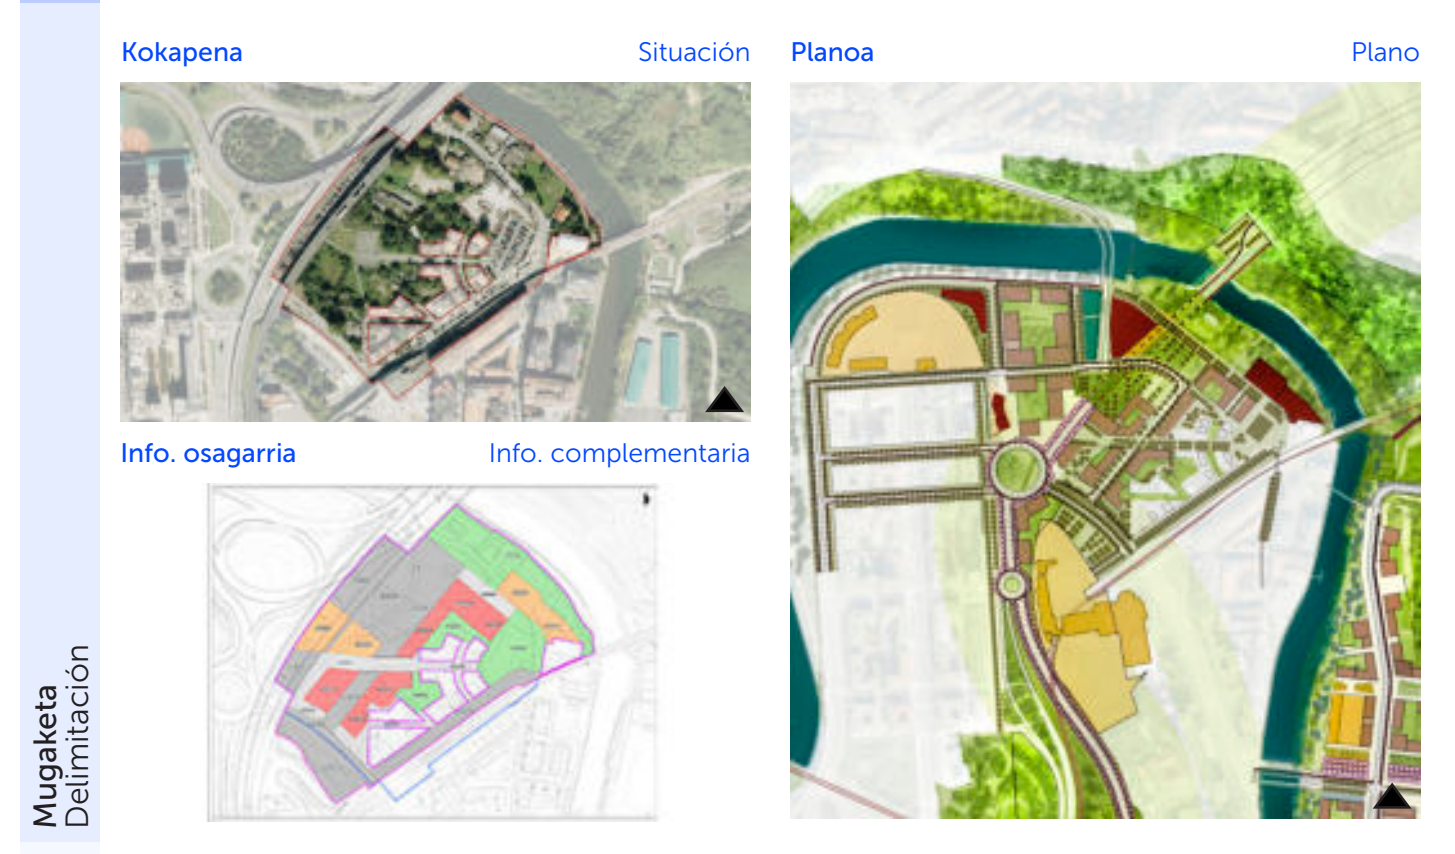 Kokapena Situación
Planoa Plano
Info. osagarria Info. complementaria
Mugaketa
Delimitación